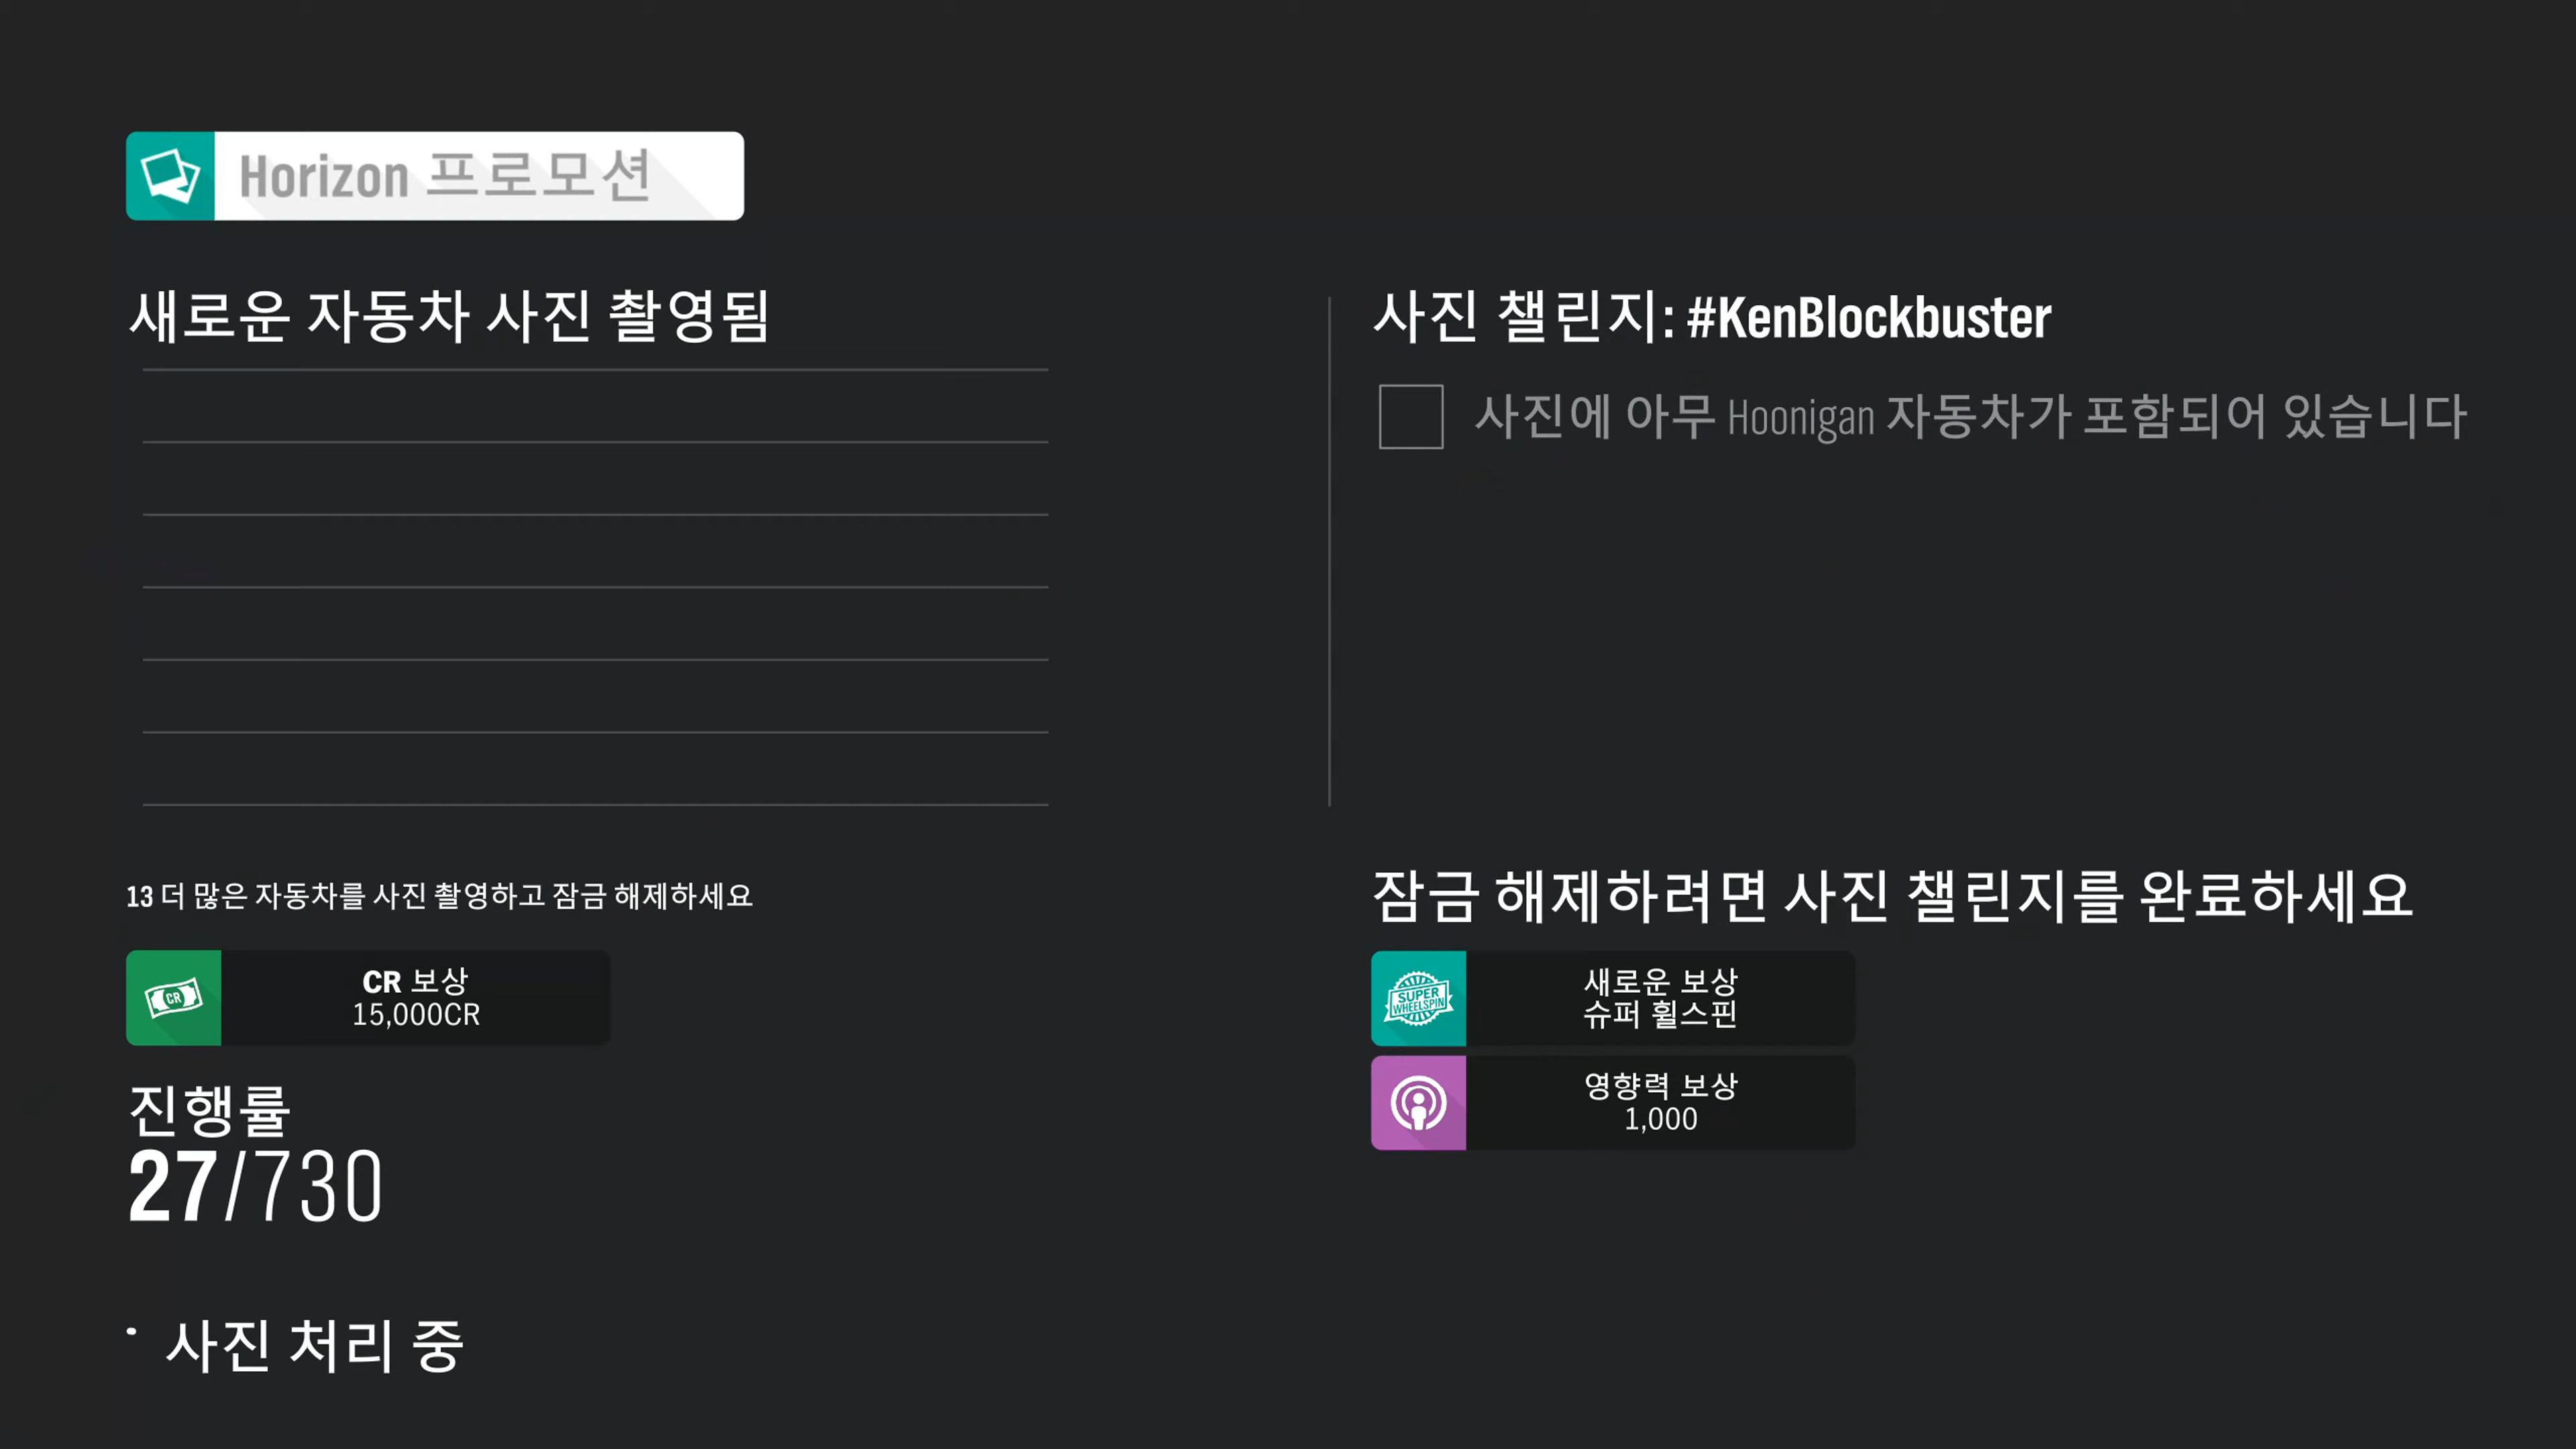 Horizon 프로모션
새로운 자동차 사진 촬영됨
13 더 많은 자동차를 사진 촬영하고 잠금 해제하세요
CR
CR 보상
15,000CR
진행률
27/730
사진 처리 중
사진 챌린지: #KenBlockbuster
사진에 아무 Hoonigan 자동차가 포함되어 있습니다
잠금 해제하려면 사진 챌린지를 완료하세요
SUPER
WHEELSPIN
새로운 보상
슈퍼 휠스핀
영향력 보상
1,000